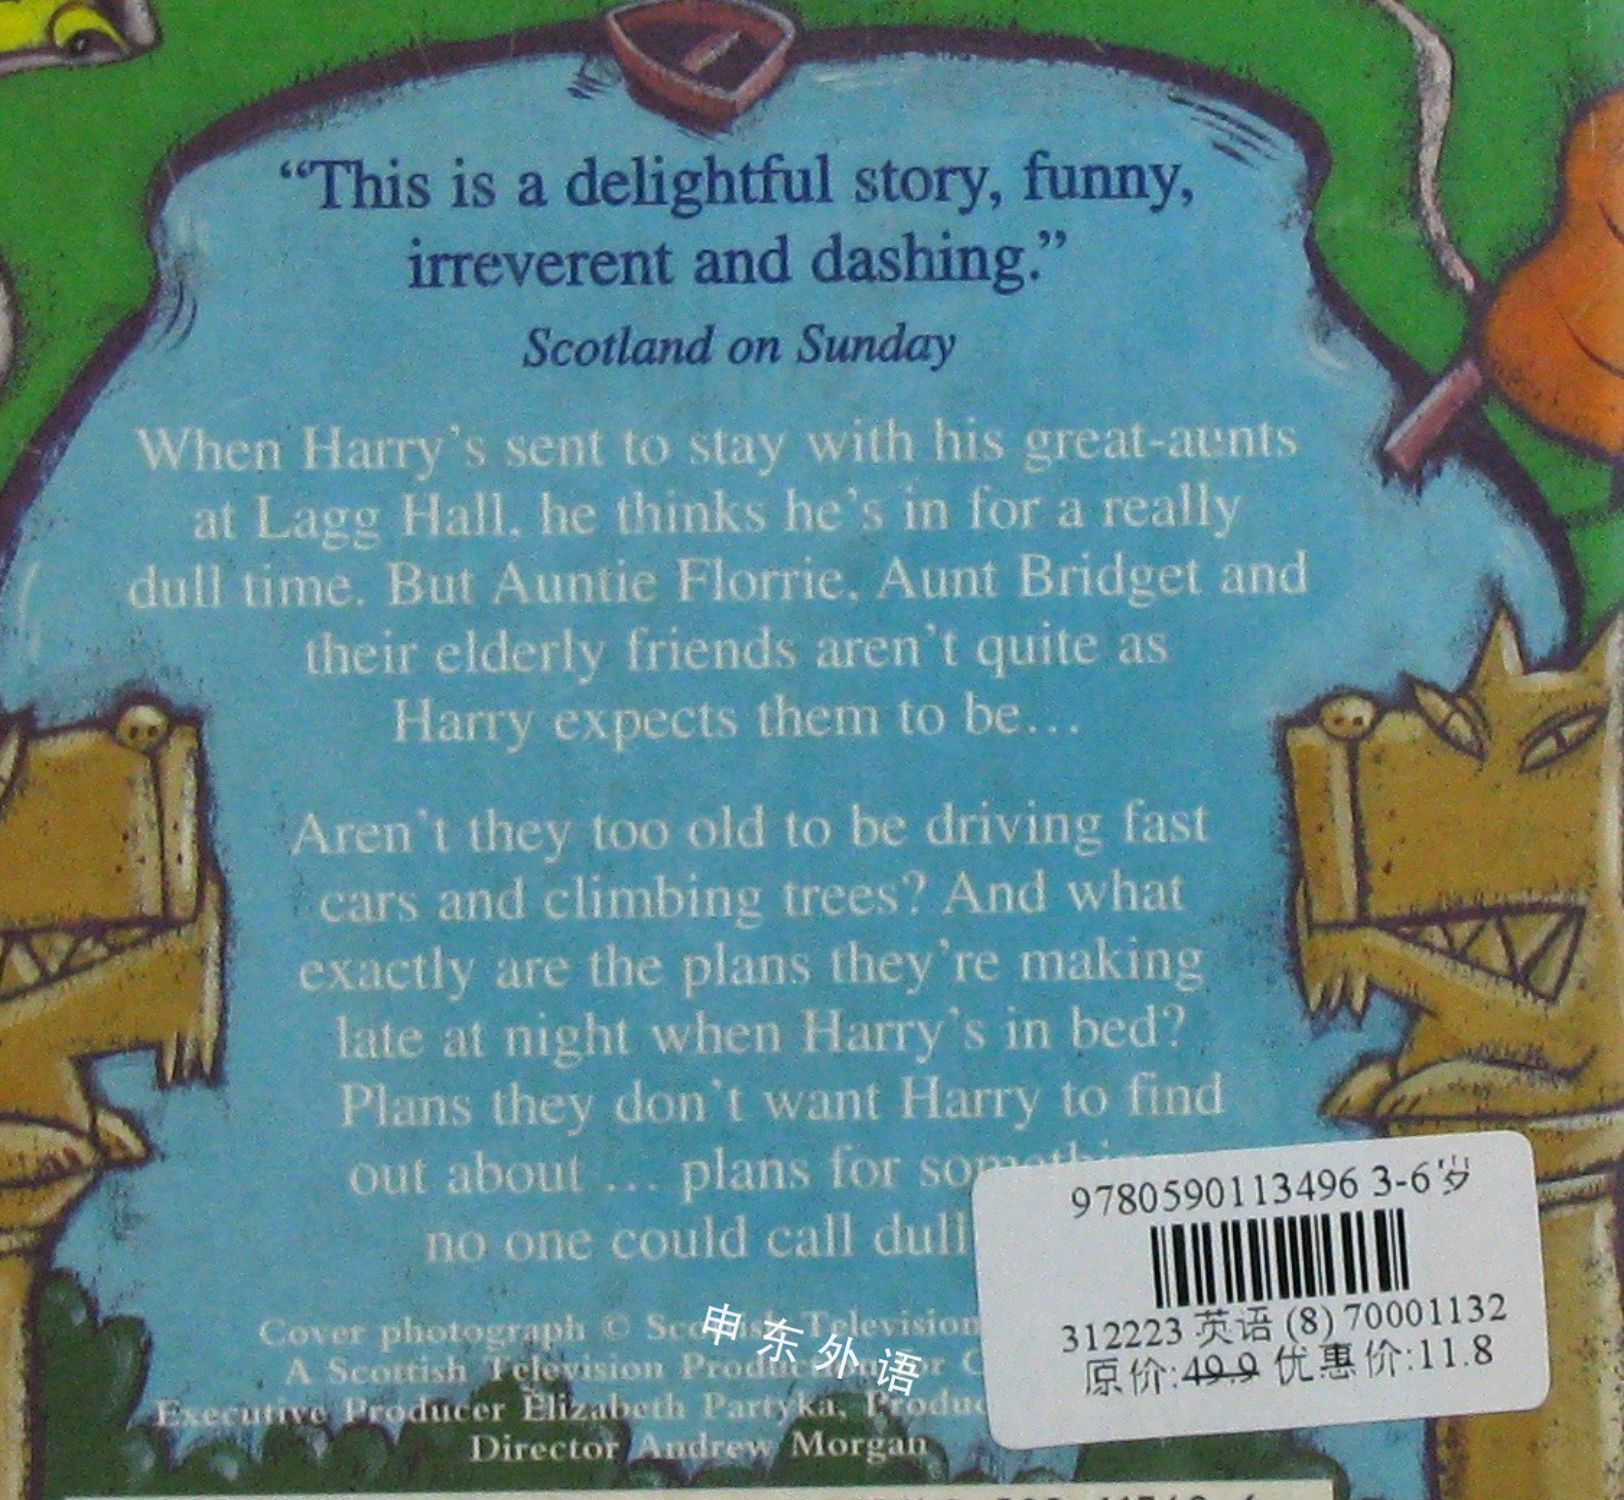 “This is a delightful story, funny,
irreverent and dashing.”
Scotland on Sunday
When Harry’s sent to stay with his great-aunts
at Lagg Hall, he thinks he’s in for a really
dull time. But Auntie Florrie, Aunt Bridget and
their elderly friends aren’t quite as
Harry expects them to be...
Aren’t they too old to be driving fast
cars and climbing trees? And what
exactly are the plans they’re making
late at night when Harry’s in bed?
Plans they don’t want Harry to find
out about ... plans for something
no one could call dull
Cover photograph © Scottish Television
A Scottish Television Production for
Executive Producer Elizabeth Partyka,
Director Andrew Morgan
申东外语
9780590113496 3-6岁
312223 英语 (8) 70001132
原价:49.9 优惠价:11.8